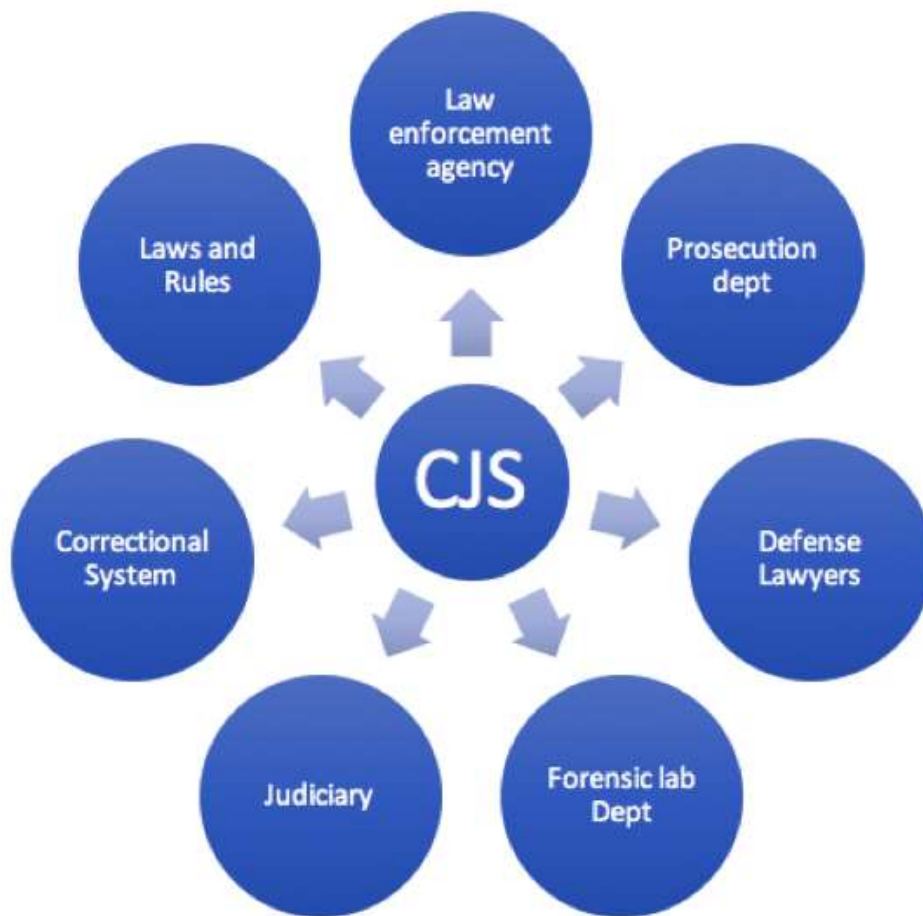 Law
enforcement
agency
Prosecution
dept
Defense
Lawyers
Forensic lab
Dept
Judiciary
Correctional
System
Laws and
Rules
CJS